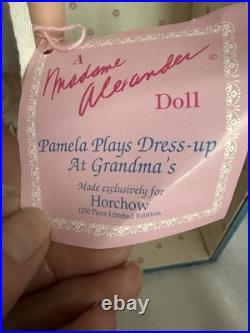 A
Madame
Alexander ©
Doll
Pamela Plays Dress-up
At Grandma's
Made exclusively for
Horchow
1250 Piece Limited Edition